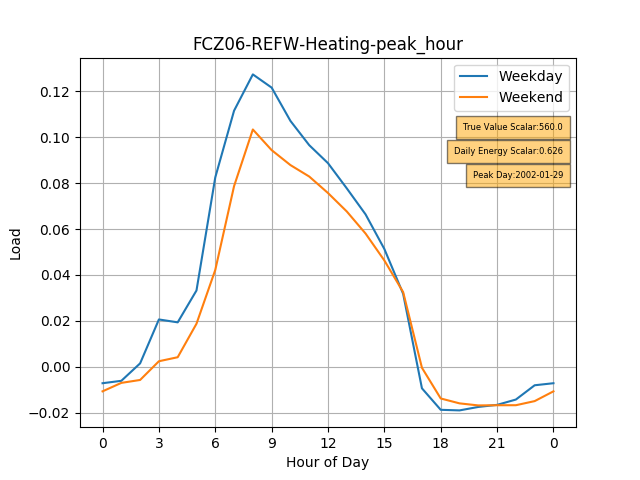 FCZ06-REFW-Heating-peak_hour
Weekday
Weekend
True Value Scalar:560.0
Daily Energy Scalar:0.626
Peak Day:2002-01-29
0.12
0.10
0.08
0.06
0.04
0.02
0.00
−0.02
Load
0 3 6 9 12 15 18 21 0
Hour of Day